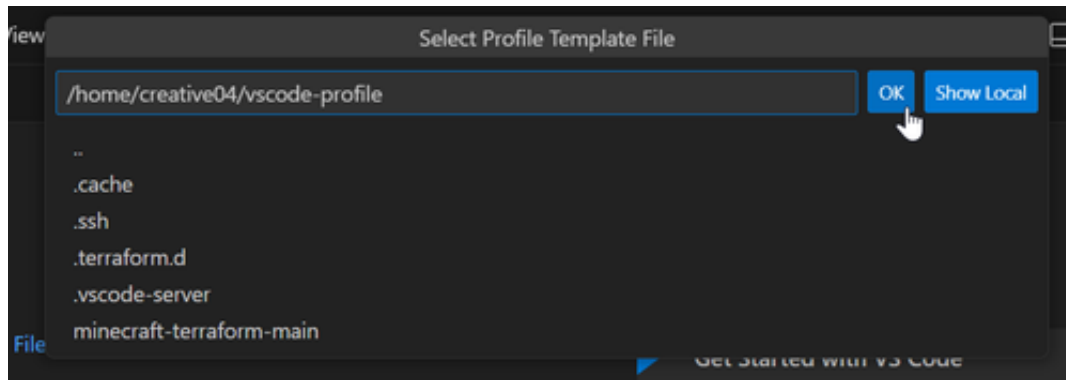 View
Select Profile Template File
/home/creative04/vscode-profile
OK
Show Local
..
.cache
.ssh
.terraform.d
.vscode-server
minecraft-terraform-main
File
Get Started with VS Code